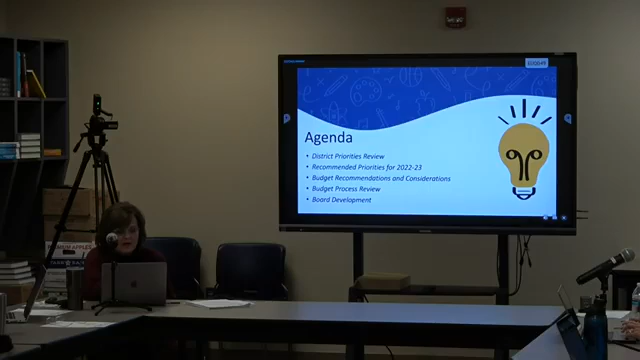 Agenda
• District Priorities Review
• Recommended Priorities for 2022-23
• Budget Recommendations and Considerations
• Budget Process Review
• Board Development